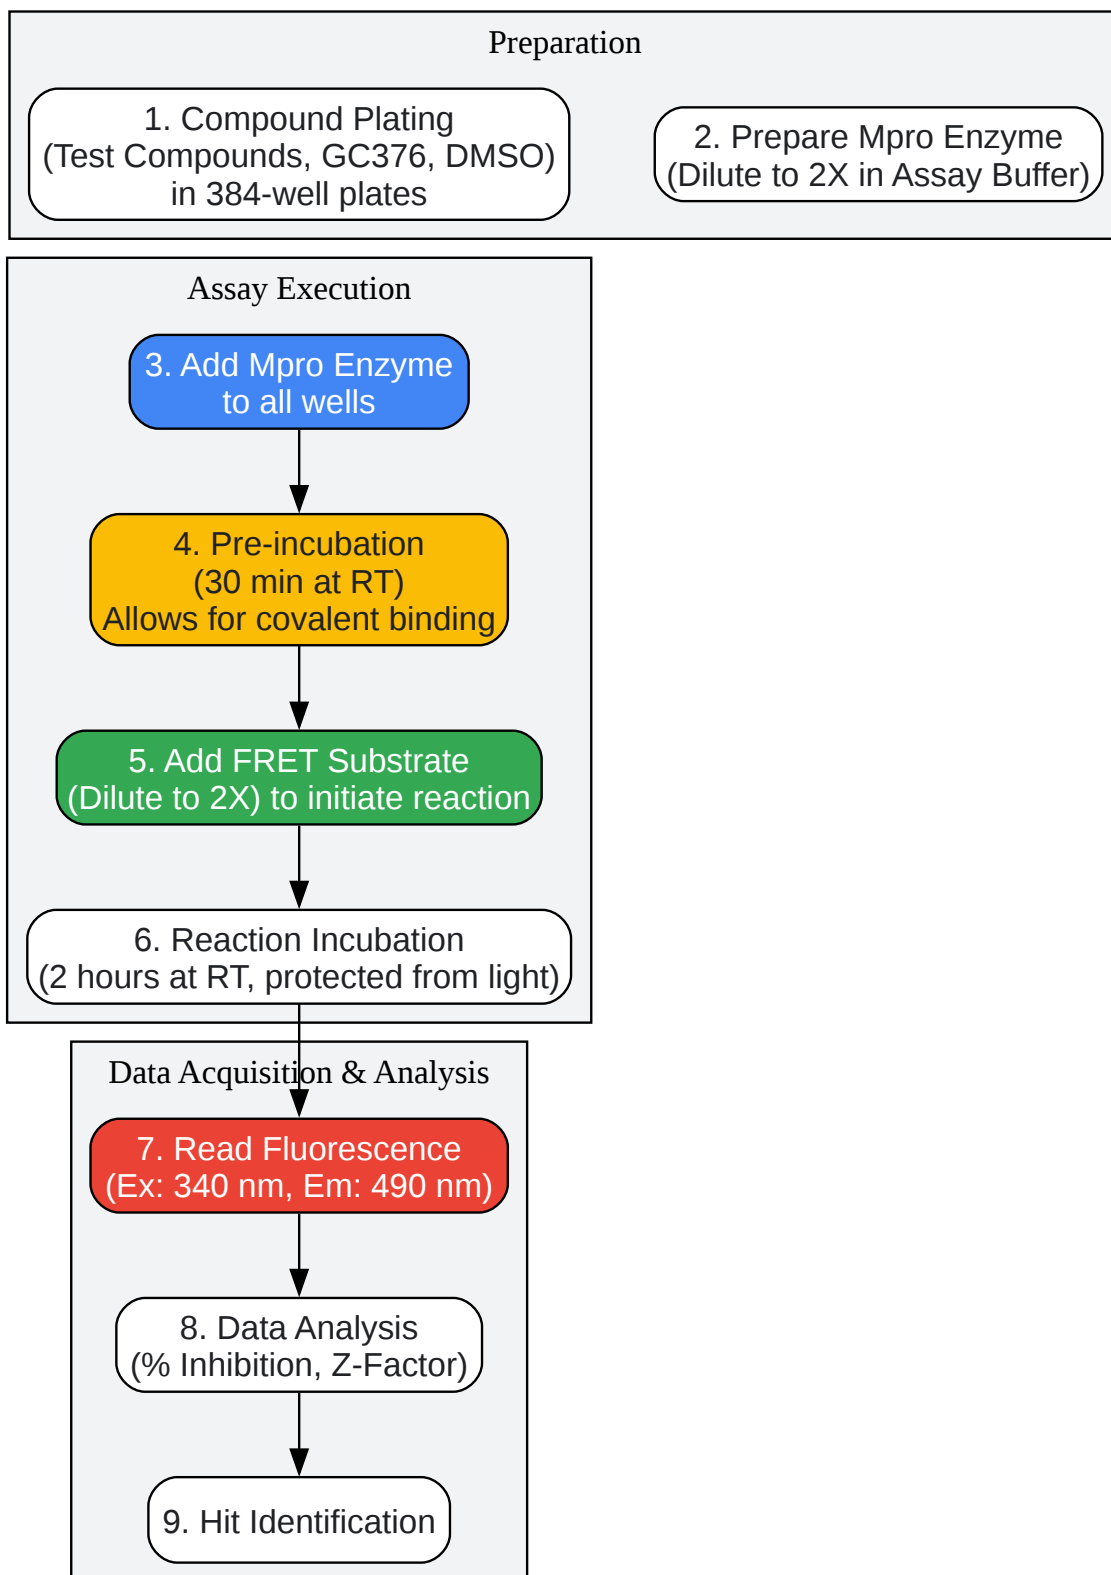 Preparation
1. Compound Plating
(Test Compounds, GC376, DMSO)
in 384-well plates
2. Prepare Mpro Enzyme
(Dilute to 2X in Assay Buffer)
Assay Execution
3. Add Mpro Enzyme
to all wells
4. Pre-incubation
(30 min at RT)
Allows for covalent binding
5. Add FRET Substrate
(Dilute to 2X) to initiate reaction
6. Reaction Incubation
(2 hours at RT, protected from light)
Data Acquisition & Analysis
7. Read Fluorescence
(Ex: 340 nm, Em: 490 nm)
8. Data Analysis
(% Inhibition, Z-Factor)
9. Hit Identification